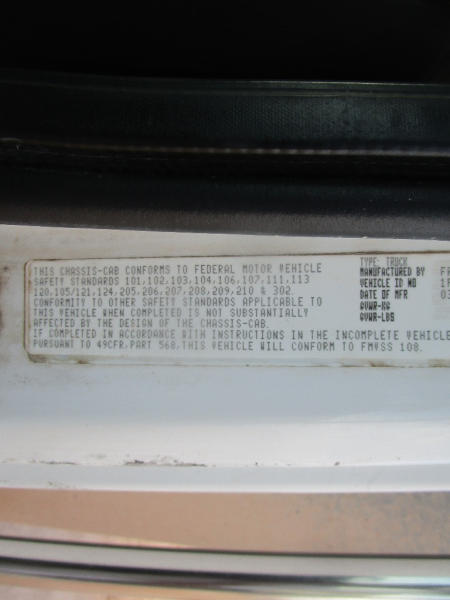 THIS CHASSIS-CAB CONFORMS TO FEDERAL MOTOR VEHICLE
SAFETY STANDARDS 101,102,103,104,106,107,111,113
120,105/121,124,205,206,207,208,209,210 & 302.
CONFORMITY TO OTHER SAFETY STANDARDS APPLICABLE TO
THIS VEHICLE WHEN COMPLETED IS NOT SUBSTANTIALLY
AFFECTED BY THE DESIGN OF THE CHASSIS-CAB.
IF COMPLETED IN ACCORDANCE WITH INSTRUCTIONS IN THE INCOMPLETE VEHICLE
PURSUANT TO 49CFR,PART 568,THIS VEHICLE WILL CONFORM TO FMVSS 108.
TYPE: TRUCK
MANUFACTURED BY FR
VEHICLE ID NO 1F
DATE OF MFR 03
GVWR-KG
GVWR-LBS